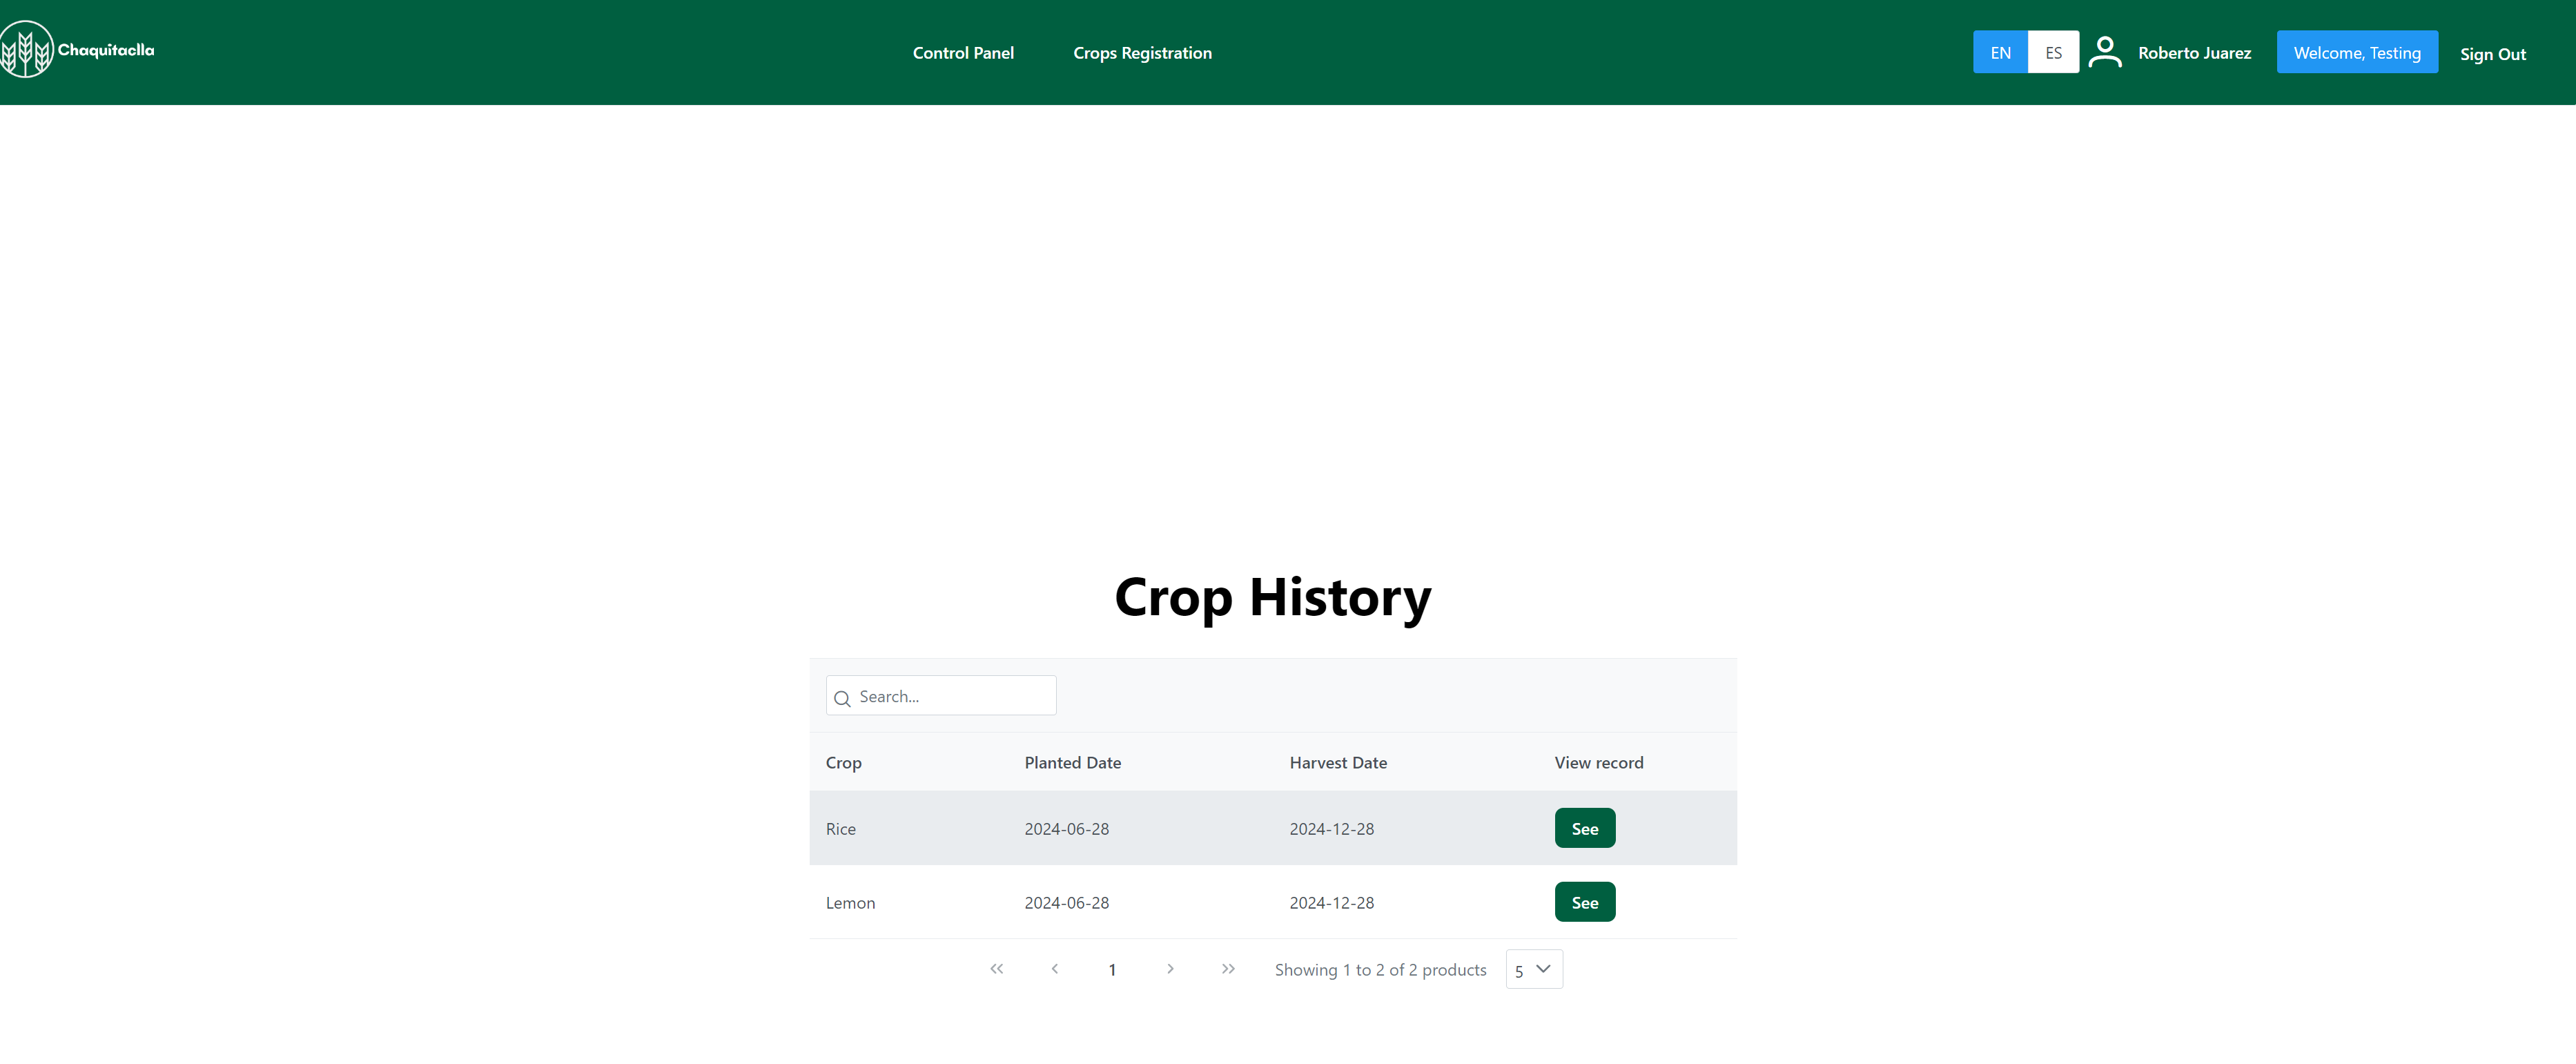 Chaquitaclla
Control Panel Crops Registration
EN ES Roberto Juarez Welcome, Testing Sign Out
Crop History
Search...
Crop Planted Date Harvest Date View record
Rice 2024-06-28 2024-12-28 See
Lemon 2024-06-28 2024-12-28 See
1 Showing 1 to 2 of 2 products 5